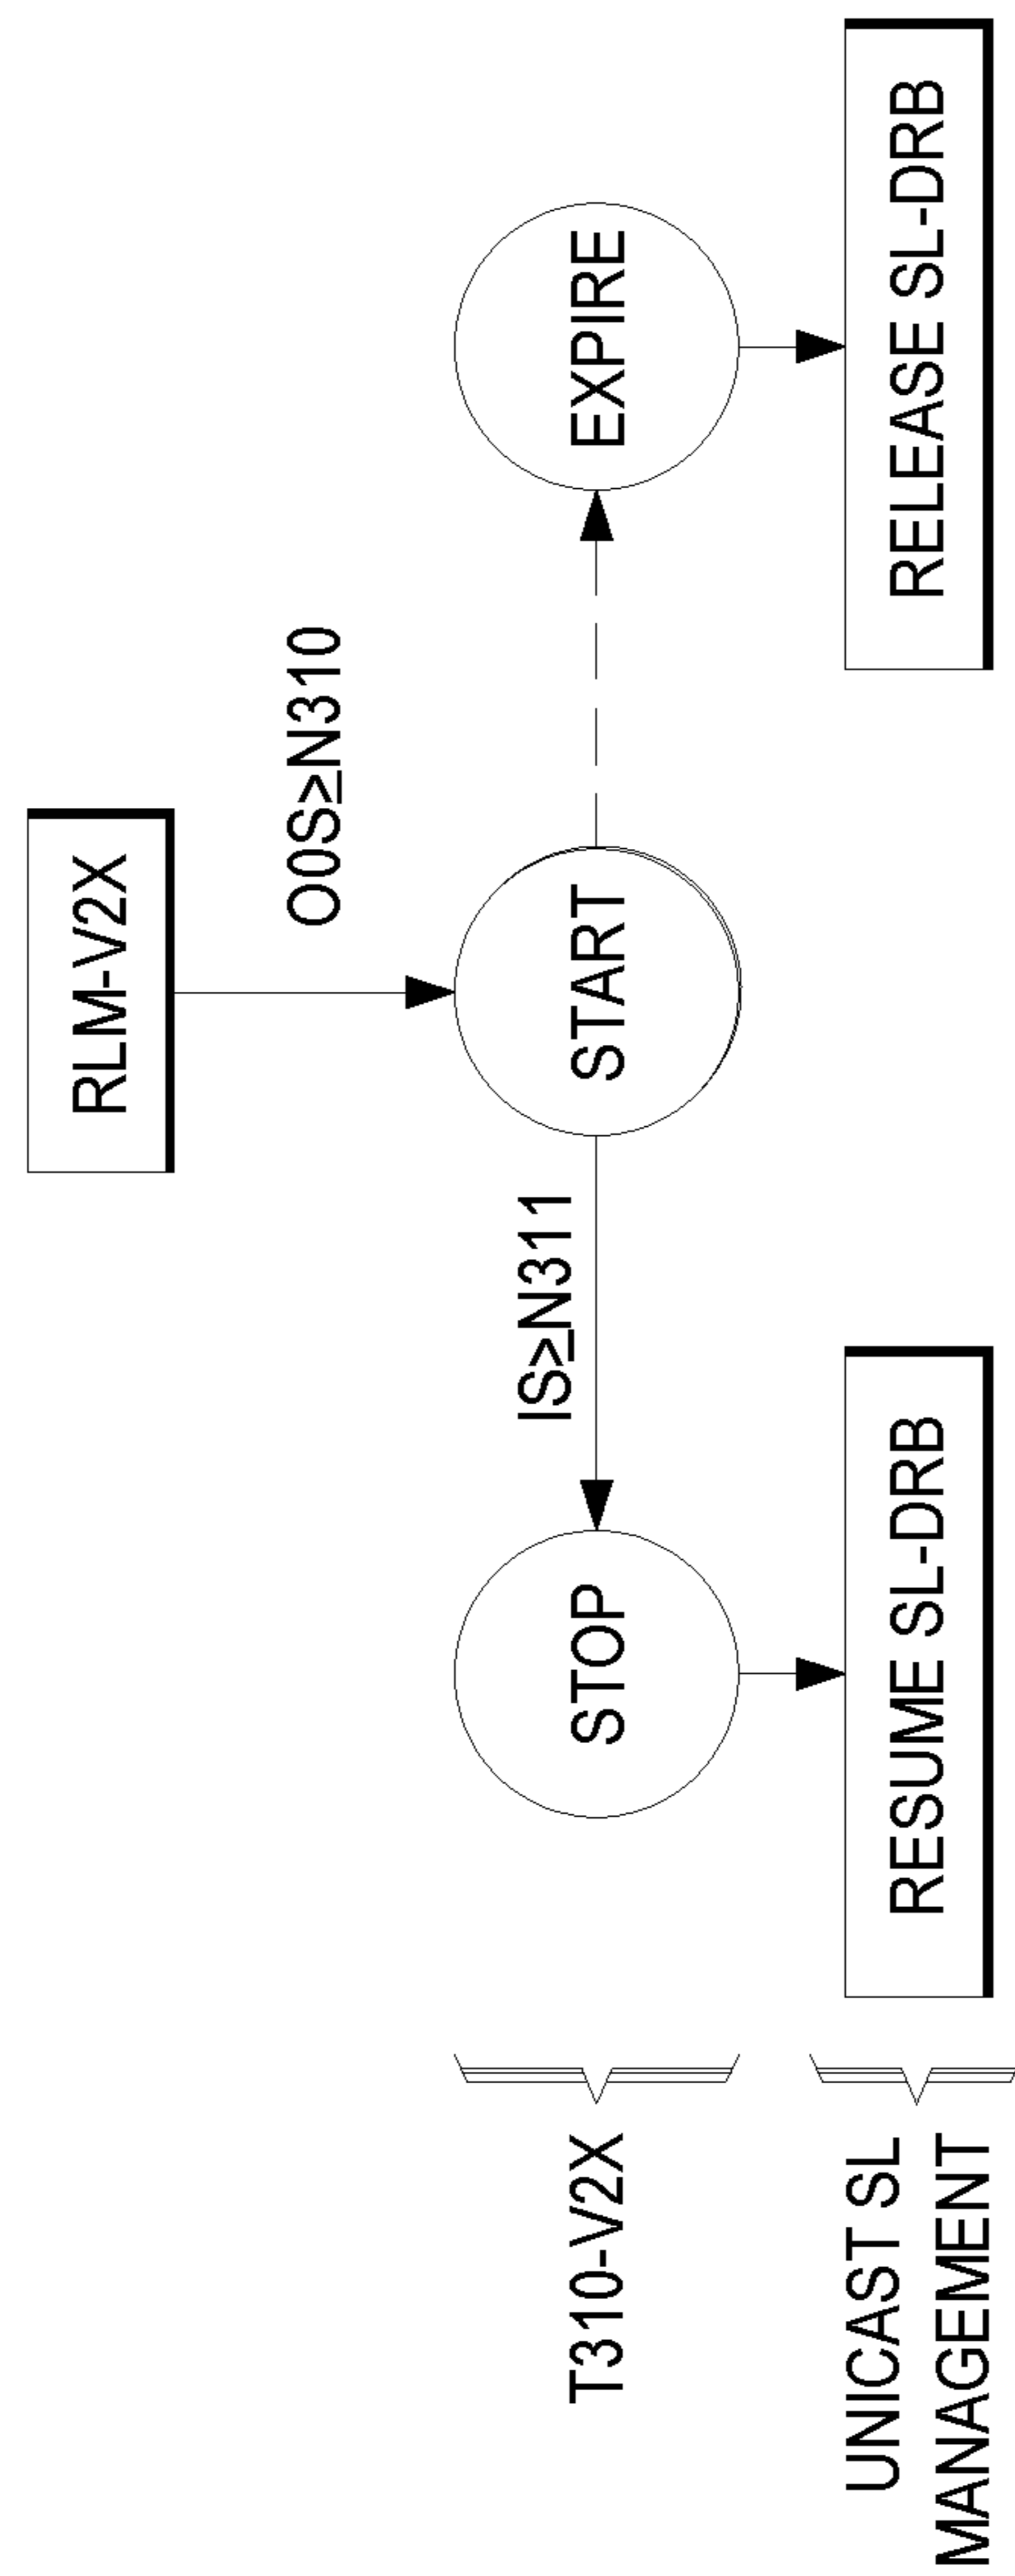 RLM-V2X
O0S≥N310
T310-V2X
STOP
IS≥N311
START
EXPIRE
UNICAST SL
MANAGEMENT
RESUME SL-DRB
RELEASE SL-DRB